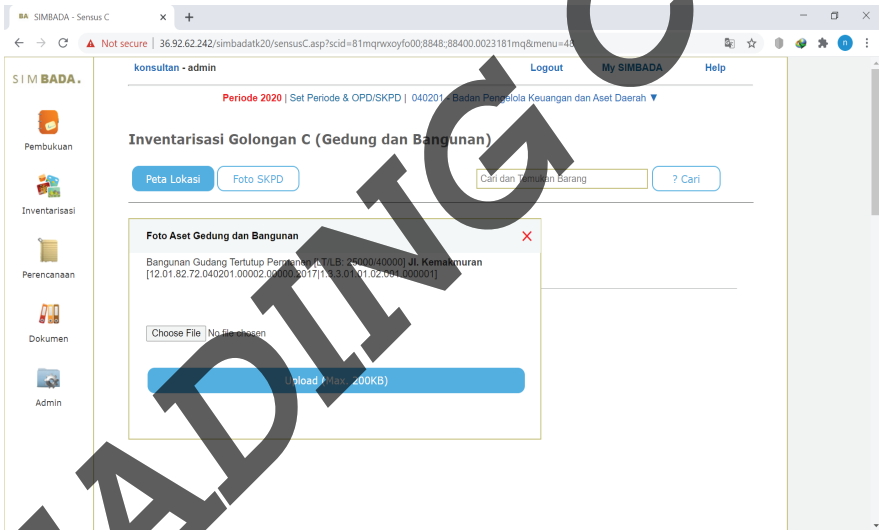 BA SIMBADA - Sensus C
Not secure | 36.92.62.242/simbadatk20/sensusC.asp?scid=81mqrwxoyfo00;8848:;88400.0023181mq&menu=48
n
SIMBADA.
konsultan - admin Logout My SIMBADA Help
Periode 2020 | Set Periode & OPD/SKPD | 040201 - Badan Pengelola Keuangan dan Aset Daerah ▼
Pembukuan
Inventarisasi
Perencanaan
Dokumen
Admin
Inventarisasi Golongan C (Gedung dan Bangunan)
Peta Lokasi Foto SKPD Cari dan Temukan Barang ? Cari
Foto Aset Gedung dan Bangunan X
Bangunan Gudang Tertutup Permanen [LT/LB: 25000/40000] Jl. Kemakmuran
[12.01.82.72.040201.00002.00000.2017|1.3.3.01.01.02.001.000001]
Choose File No file chosen
Upload (Max. 200KB)
ADING C